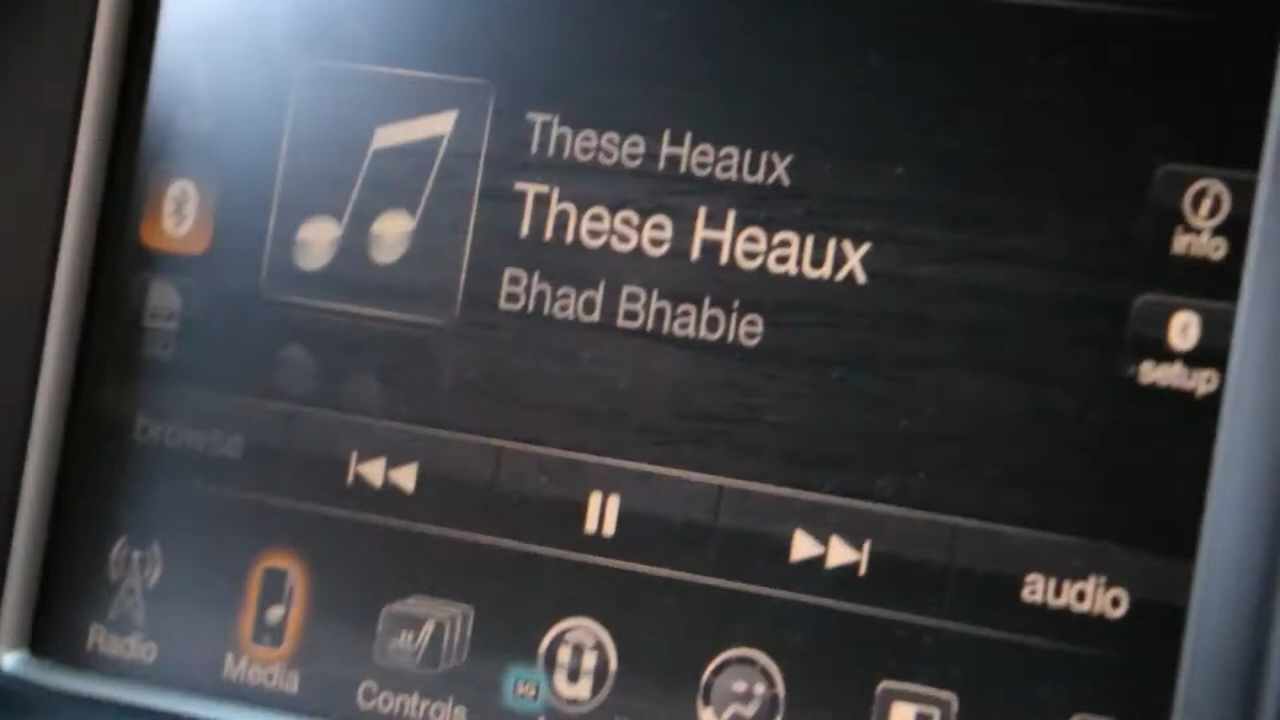 These Heaux
These Heaux
Bhad Bhabie
info
setup
browse
audio
Radio
Media
Controls